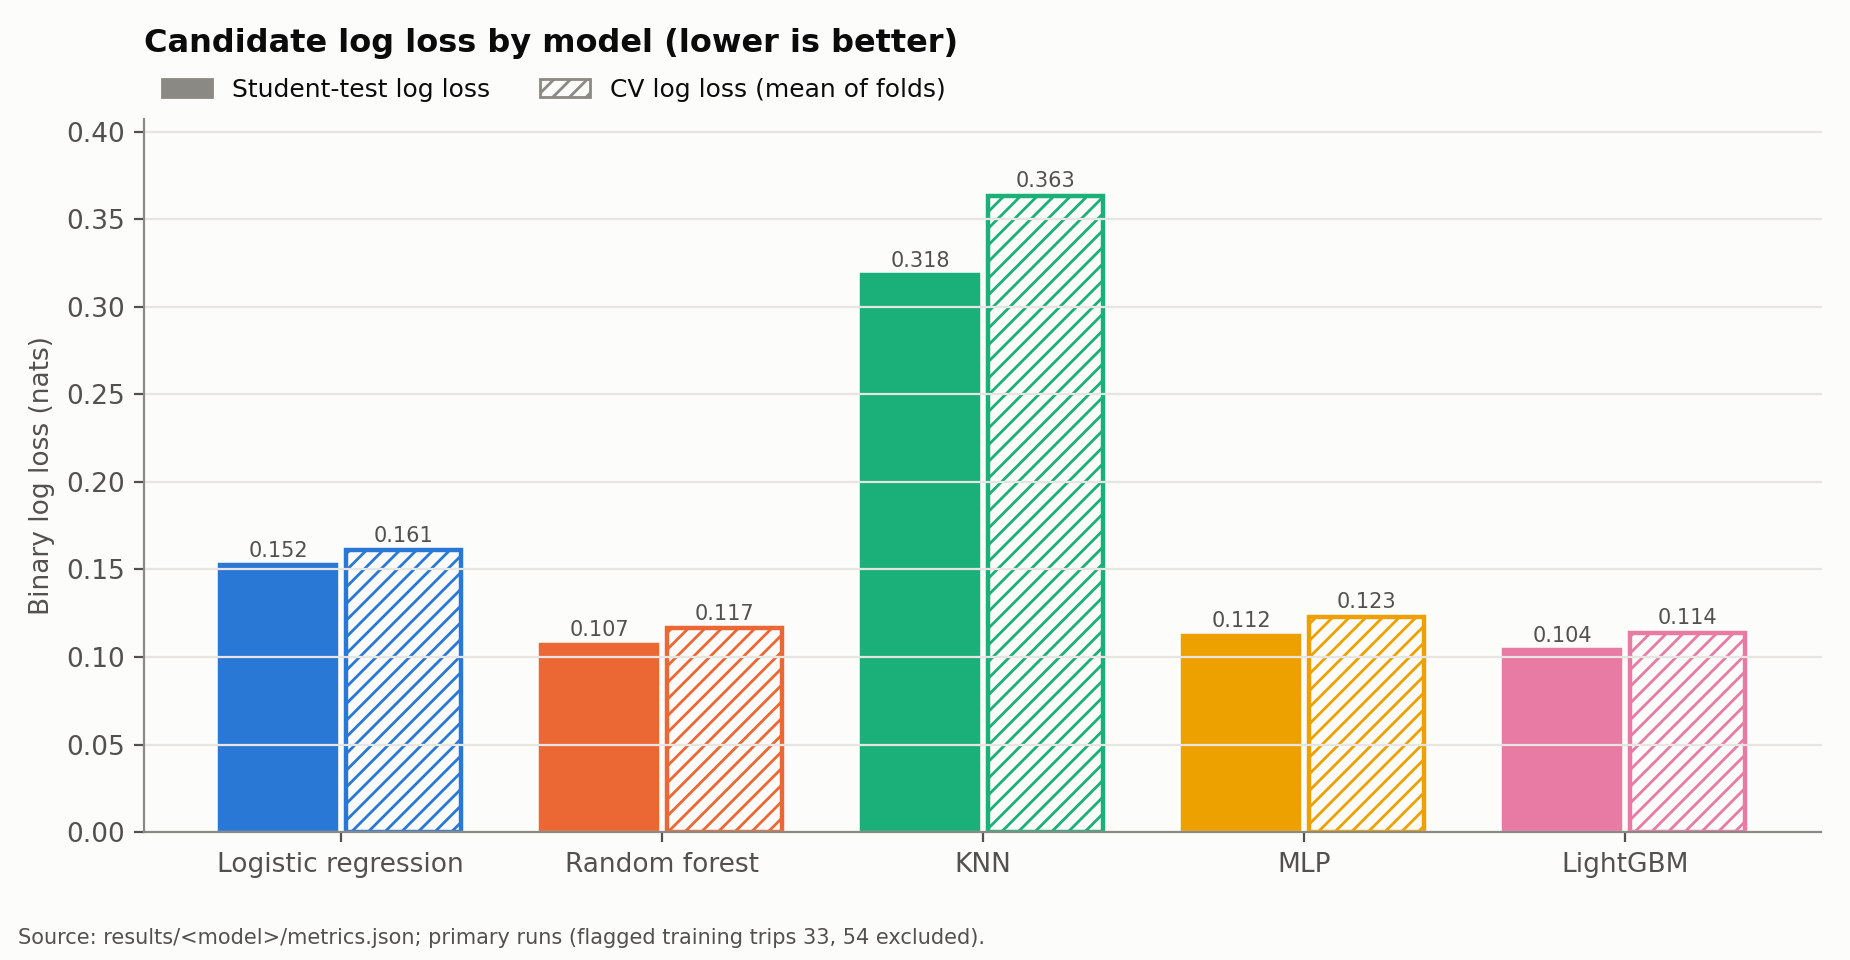 Candidate log loss by model (lower is better)
Student-test log loss
CV log loss (mean of folds)
Binary log loss (nats)
0.40
0.35
0.30
0.25
0.20
0.15
0.10
0.05
0.00
0.152
0.161
0.107
0.117
0.318
0.363
0.112
0.123
0.104
0.114
Logistic regression
Random forest
KNN
MLP
LightGBM
Source: results/<model>/metrics.json; primary runs (flagged training trips 33, 54 excluded).